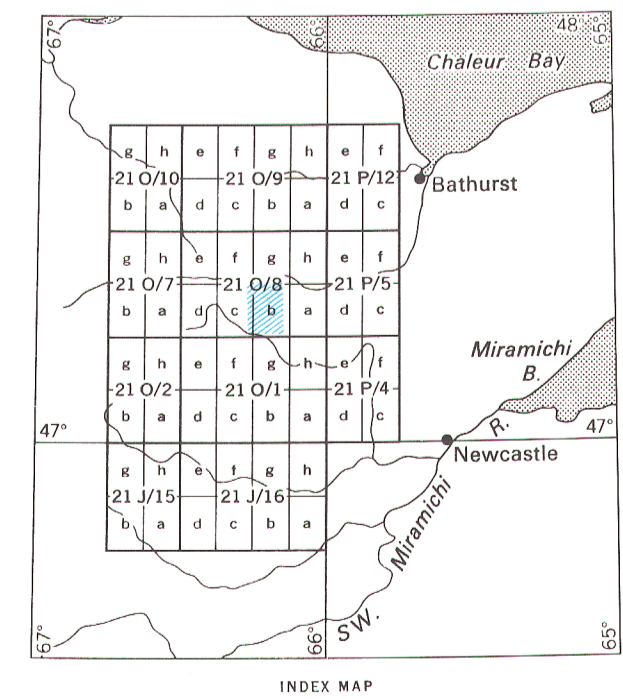 67° 66° 48° 65°
Chaleur Bay
g h e f g h e f
21 O/10 21 O/9 21 P/12
Bathurst
b a d c b a d c
g h e f g h e f
21 O/7 21 O/8 21 P/5
b a d c b a d c
Miramichi
B.
g h e f g h e f
21 O/2 21 O/1 21 P/4
b a d c b a d c
R.
47° 47°
Newcastle
g h e f g h
21 J/15 21 J/16
b a d c b a
Miramichi
SW.
67° 66° 65°
INDEX MAP